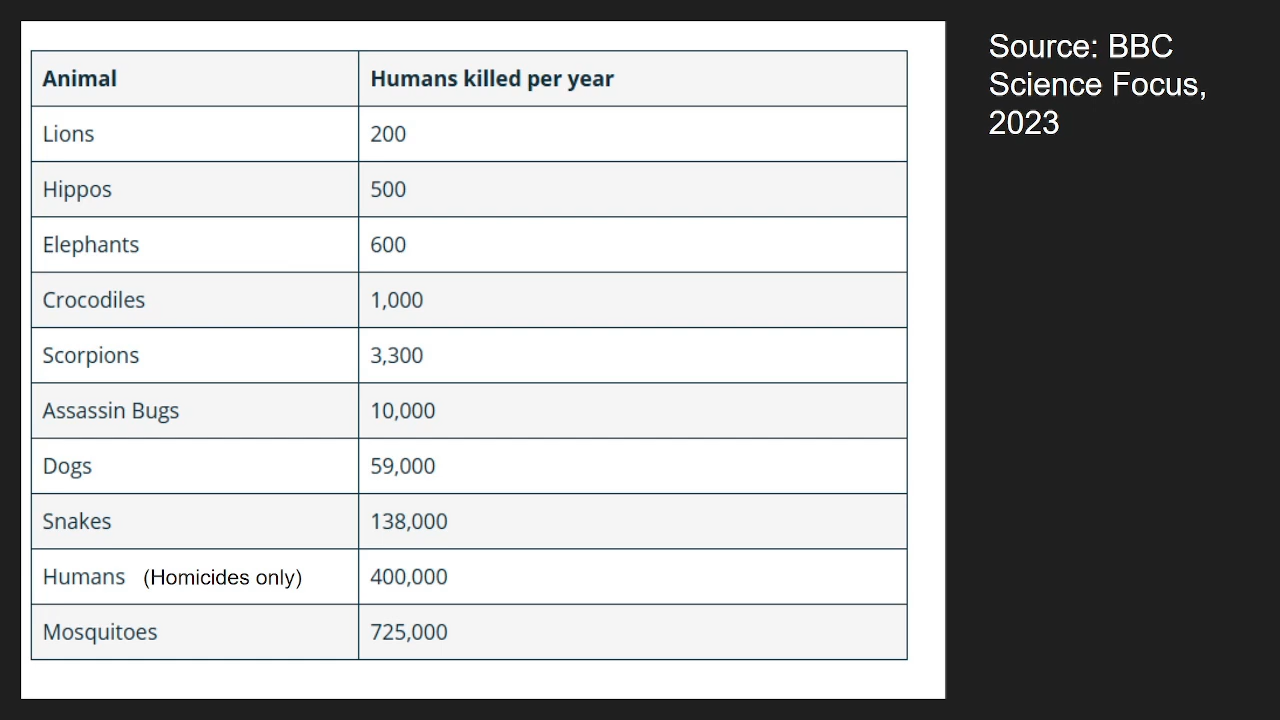 Animal Humans killed per year
Lions 200
Hippos 500
Elephants 600
Crocodiles 1,000
Scorpions 3,300
Assassin Bugs 10,000
Dogs 59,000
Snakes 138,000
Humans (Homicides only) 400,000
Mosquitoes 725,000
Source: BBC
Science Focus,
2023